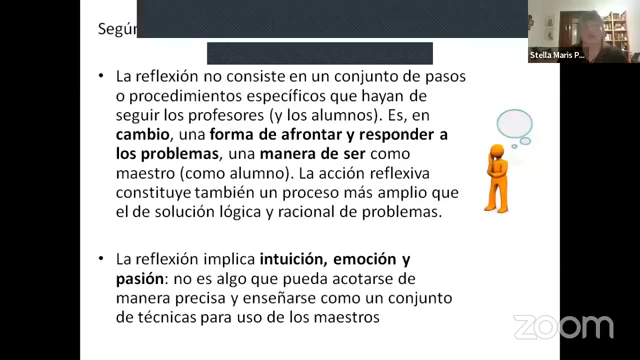 Según
Stella Maris P...
• La reflexión no consiste en un conjunto de pasos
o procedimientos específicos que hayan de
seguir los profesores (y los alumnos). Es, en
cambio, una forma de afrontar y responder a
los problemas, una manera de ser como
maestro (como alumno). La acción reflexiva
constituye también un proceso más amplio que
el de solución lógica y racional de problemas.
• La reflexión implica intuición, emoción y
pasión: no es algo que pueda acotarse de
manera precisa y enseñarse como un conjunto
de técnicas para uso de los maestros
zoom